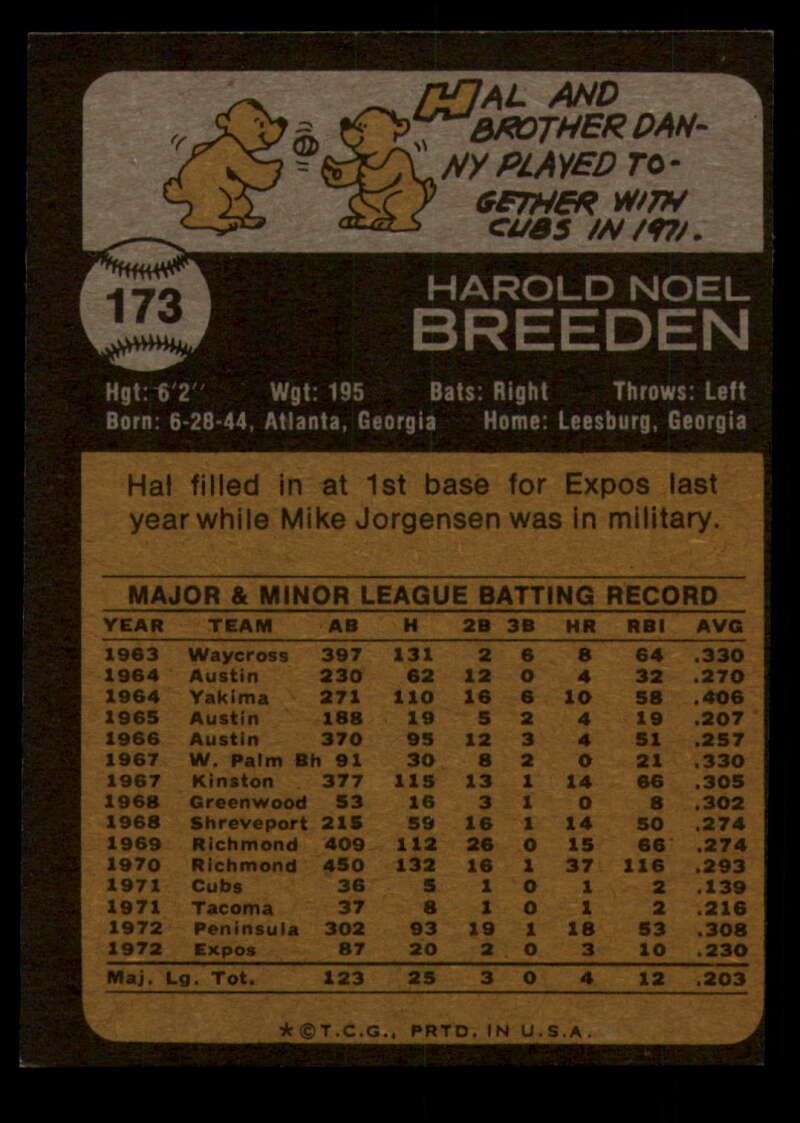 HAL AND
BROTHER DAN-
NY PLAYED TO-
GETHER WITH
CUBS IN 1971.
173
HAROLD NOEL
BREEDEN
Hgt: 6'2" Wgt: 195 Bats: Right Throws: Left
Born: 6-28-44, Atlanta, Georgia Home: Leesburg, Georgia
Hal filled in at 1st base for Expos last
year while Mike Jorgensen was in military.
MAJOR & MINOR LEAGUE BATTING RECORD
YEAR TEAM AB H 2B 3B HR RBI AVG
1963 Waycross 397 131 2 6 8 64 .330
1964 Austin 230 62 12 0 4 32 .270
1964 Yakima 271 110 16 6 10 58 .406
1965 Austin 188 19 5 2 4 19 .207
1966 Austin 370 95 12 3 4 51 .257
1967 W. Palm Bh 91 30 8 2 0 21 .330
1967 Kinston 377 115 13 1 14 66 .305
1968 Greenwood 53 16 3 1 0 8 .302
1968 Shreveport 215 59 16 1 14 50 .274
1969 Richmond 409 112 26 0 15 66 .274
1970 Richmond 450 132 16 1 37 116 .293
1971 Cubs 36 5 1 0 1 2 .139
1971 Tacoma 37 8 1 0 1 2 .216
1972 Peninsula 302 93 19 1 18 53 .308
1972 Expos 87 20 2 0 3 10 .230
Maj. Lg. Tot. 123 25 3 0 4 12 .203
*©T.C.G., PRTD. IN U.S.A.